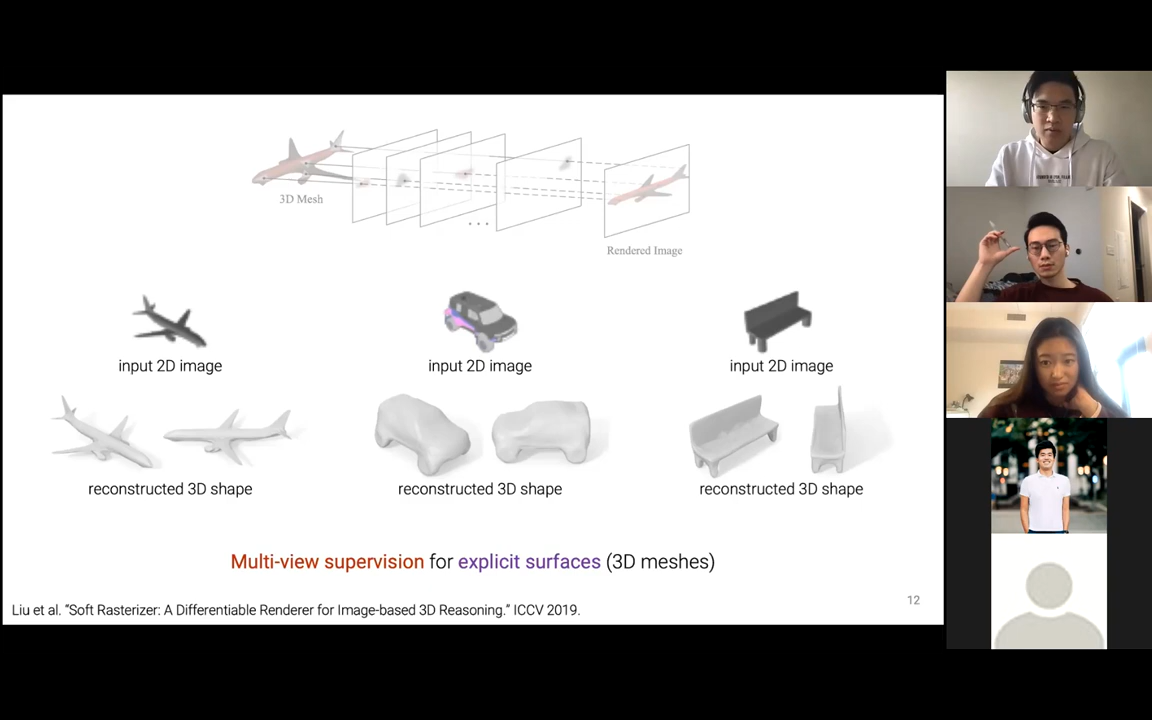 3D Mesh
Rendered Image
input 2D image
input 2D image
input 2D image
reconstructed 3D shape
reconstructed 3D shape
reconstructed 3D shape
Multi-view supervision for explicit surfaces (3D meshes)
12
Liu et al. “Soft Rasterizer: A Differentiable Renderer for Image-based 3D Reasoning.” ICCV 2019.